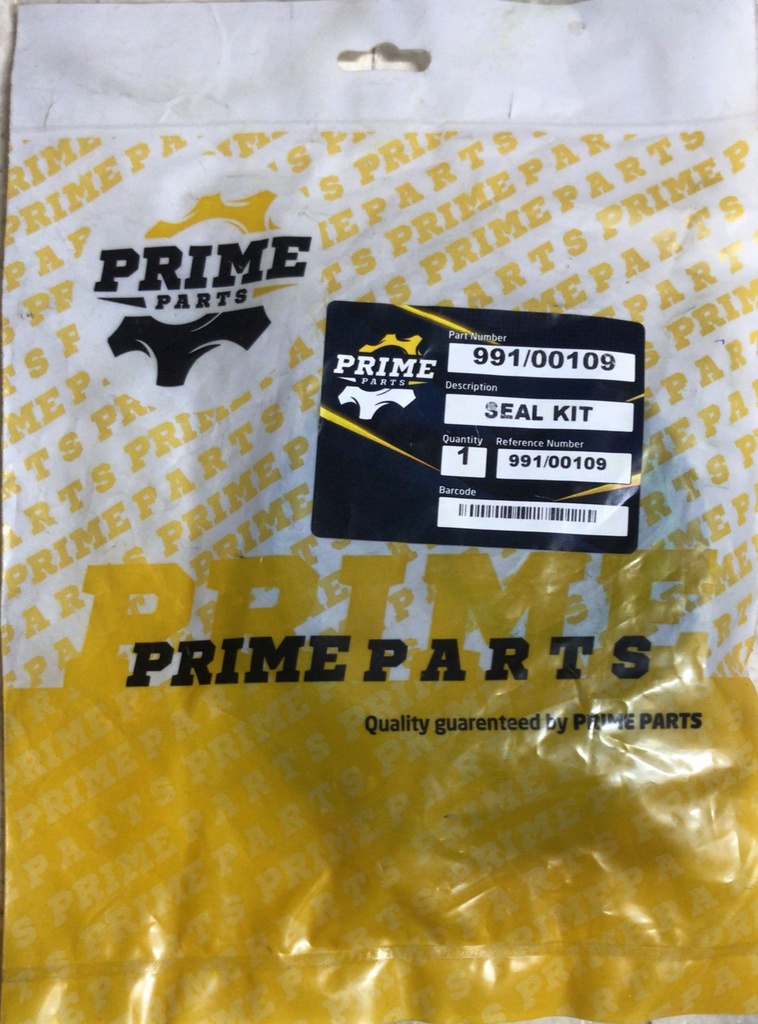 PRIME
PARTS
PRIME
PARTS
Part Number
991/00109
Description
SEAL KIT
Quantity
1
Reference Number
991/00109
Barcode
PRIME
PRIME PARTS
Quality guarenteed by PRIME PARTS